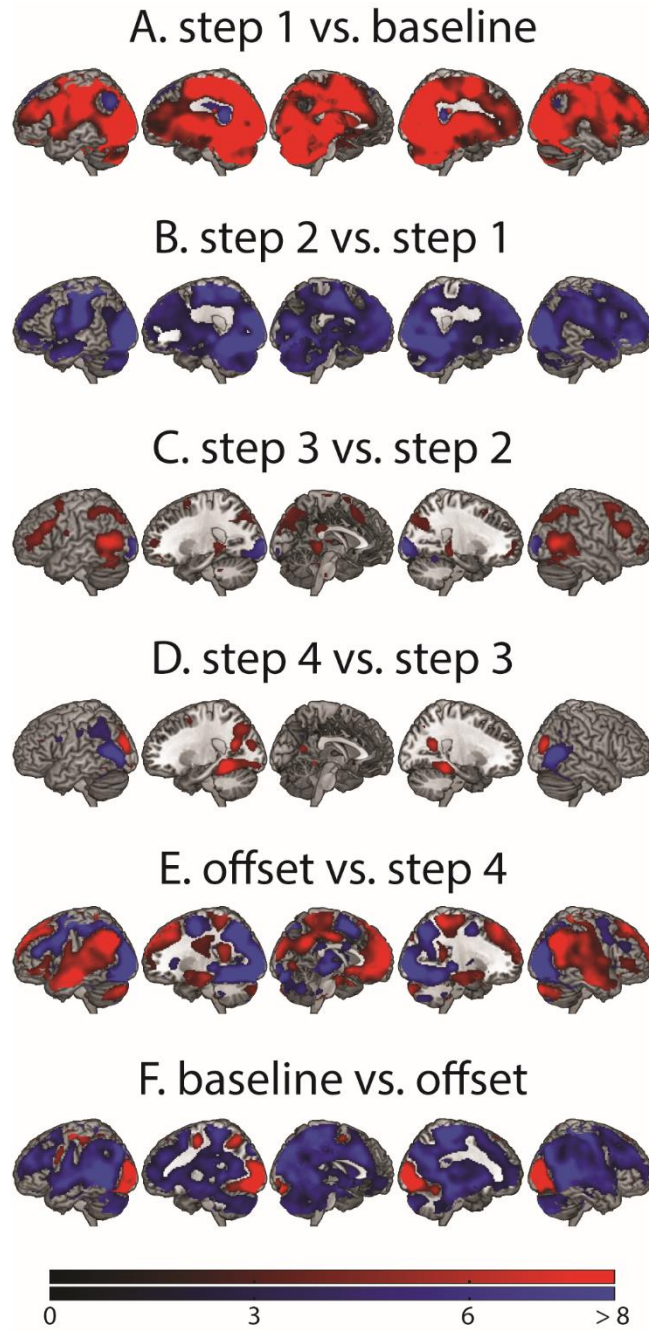 A. step 1 vs. baseline
B. step 2 vs. step 1
C. step 3 vs. step 2
D. step 4 vs. step 3
E. offset vs. step 4
F. baseline vs. offset
0 3 6 > 8